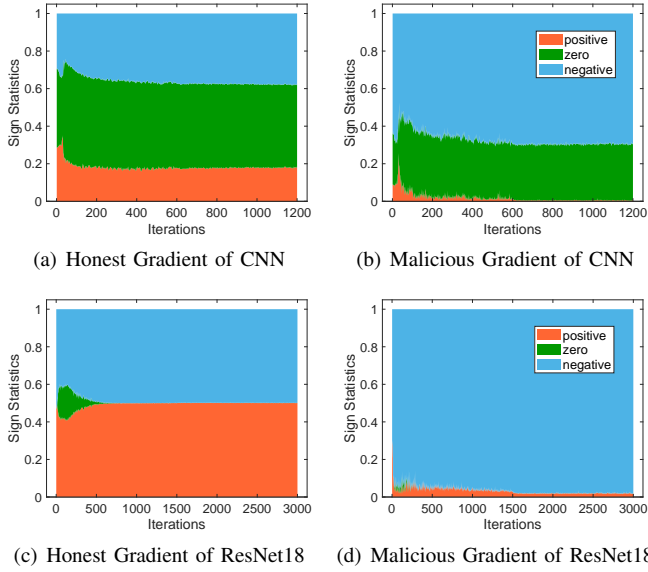 1
0.8
0.6
0.4
0.2
0
Sign Statistics
0 200 400 600 800 1000 1200
Iterations
(a) Honest Gradient of CNN
1
0.8
0.6
0.4
0.2
0
Sign Statistics
positive
zero
negative
0 200 400 600 800 1000 1200
Iterations
(b) Malicious Gradient of CNN
1
0.8
0.6
0.4
0.2
0
Sign Statistics
0 500 1000 1500 2000 2500 3000
Iterations
(c) Honest Gradient of ResNet18
1
0.8
0.6
0.4
0.2
0
Sign Statistics
positive
zero
negative
0 500 1000 1500 2000 2500 3000
Iterations
(d) Malicious Gradient of ResNet18